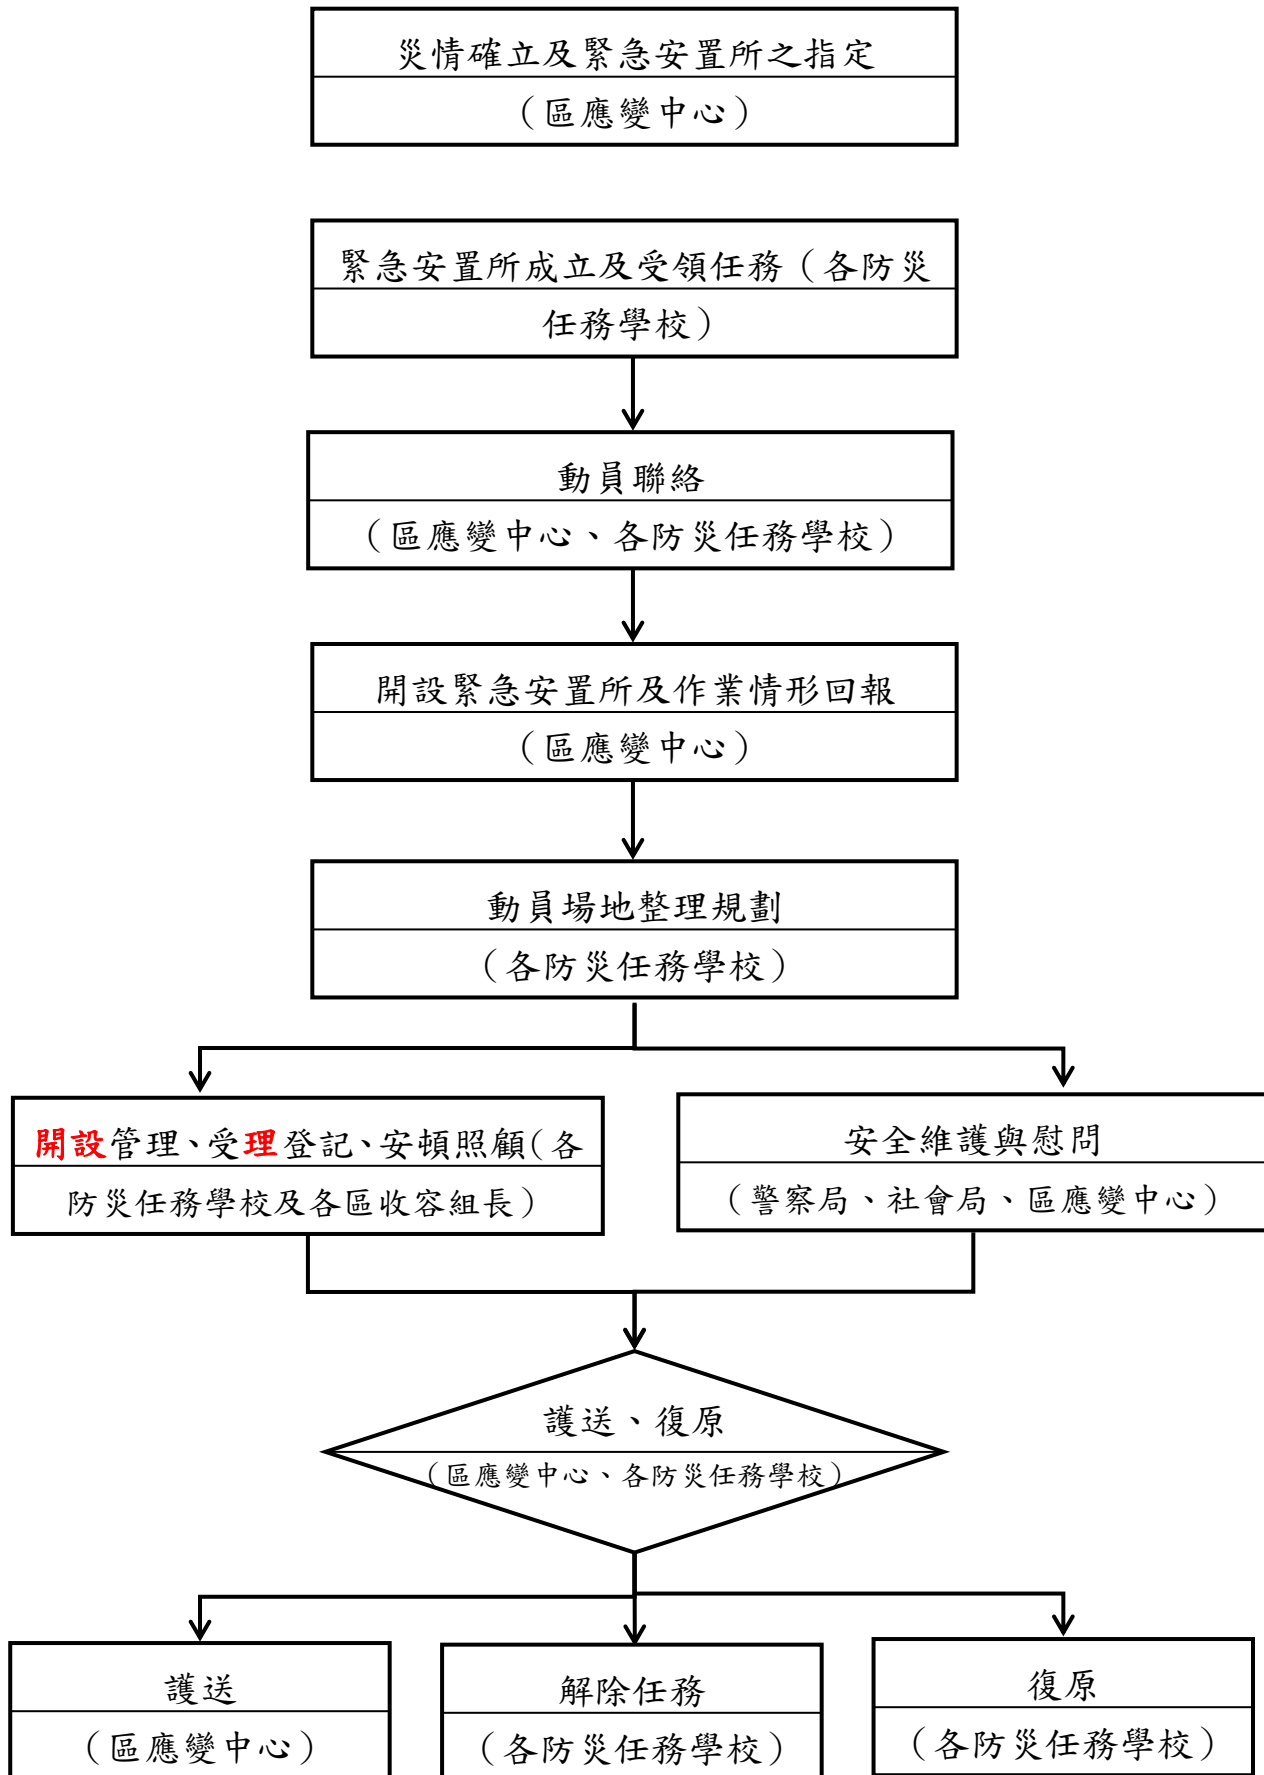 災情確立及緊急安置所之指定
（區應變中心）
緊急安置所成立及受領任務（各防災
任務學校）
動員聯絡
（區應變中心、各防災任務學校）
開設緊急安置所及作業情形回報
（區應變中心）
動員場地整理規劃
（各防災任務學校）
開設管理、受理登記、安頓照顧(各
防災任務學校及各區收容組長）
安全維護與慰問
（警察局、社會局、區應變中心）
護送、復原
（區應變中心、各防災任務學校）
護送
（區應變中心）
解除任務
（各防災任務學校）
復原
（各防災任務學校）